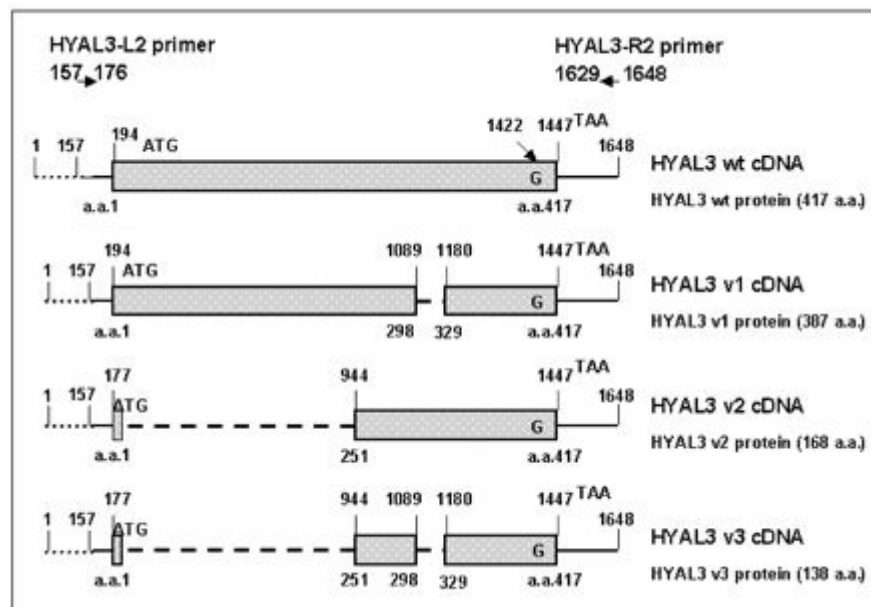 HYAL3-L2 primer
157 176
HYAL3-R2 primer
1629 1648
1 157 194 ATG 1422 1447 TAA 1648
G
a.a.1 a.a.417
HYAL3 wt cDNA
HYAL3 wt protein (417 a.a.)
1 157 194 ATG 1089 1180 1447 TAA 1648
G
a.a.1 298 329 a.a.417
HYAL3 v1 cDNA
HYAL3 v1 protein (387 a.a.)
1 157 177 ATG 944 1447 TAA 1648
G
a.a.1 251 a.a.417
HYAL3 v2 cDNA
HYAL3 v2 protein (168 a.a.)
1 157 177 ATG 944 1089 1180 1447 TAA 1648
G
a.a.1 251 298 329 a.a.417
HYAL3 v3 cDNA
HYAL3 v3 protein (138 a.a.)